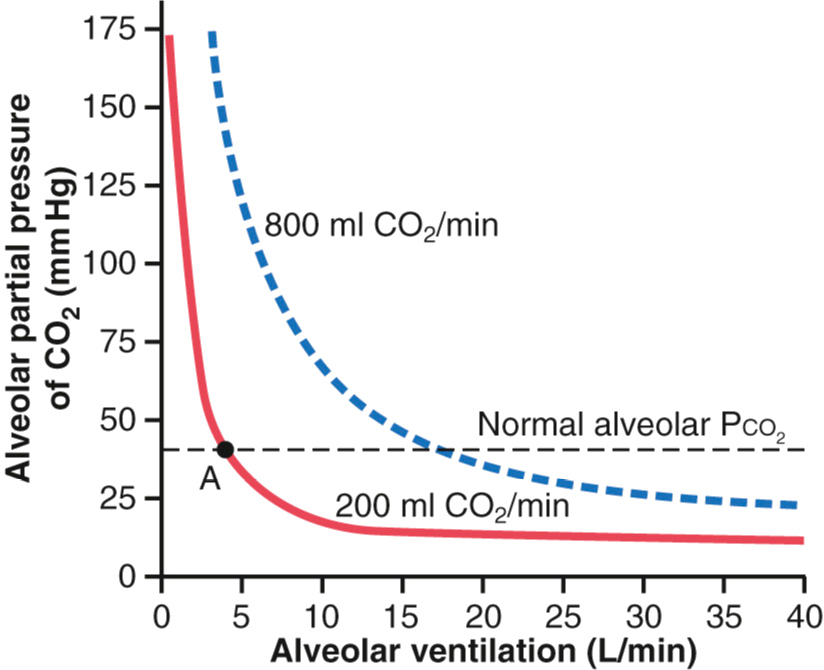 Alveolar partial pressure
of CO₂ (mm Hg)
175
150
125
100
75
50
25
0
800 ml CO₂/min
Normal alveolar PCO₂
A
200 ml CO₂/min
0 5 10 15 20 25 30 35 40
Alveolar ventilation (L/min)